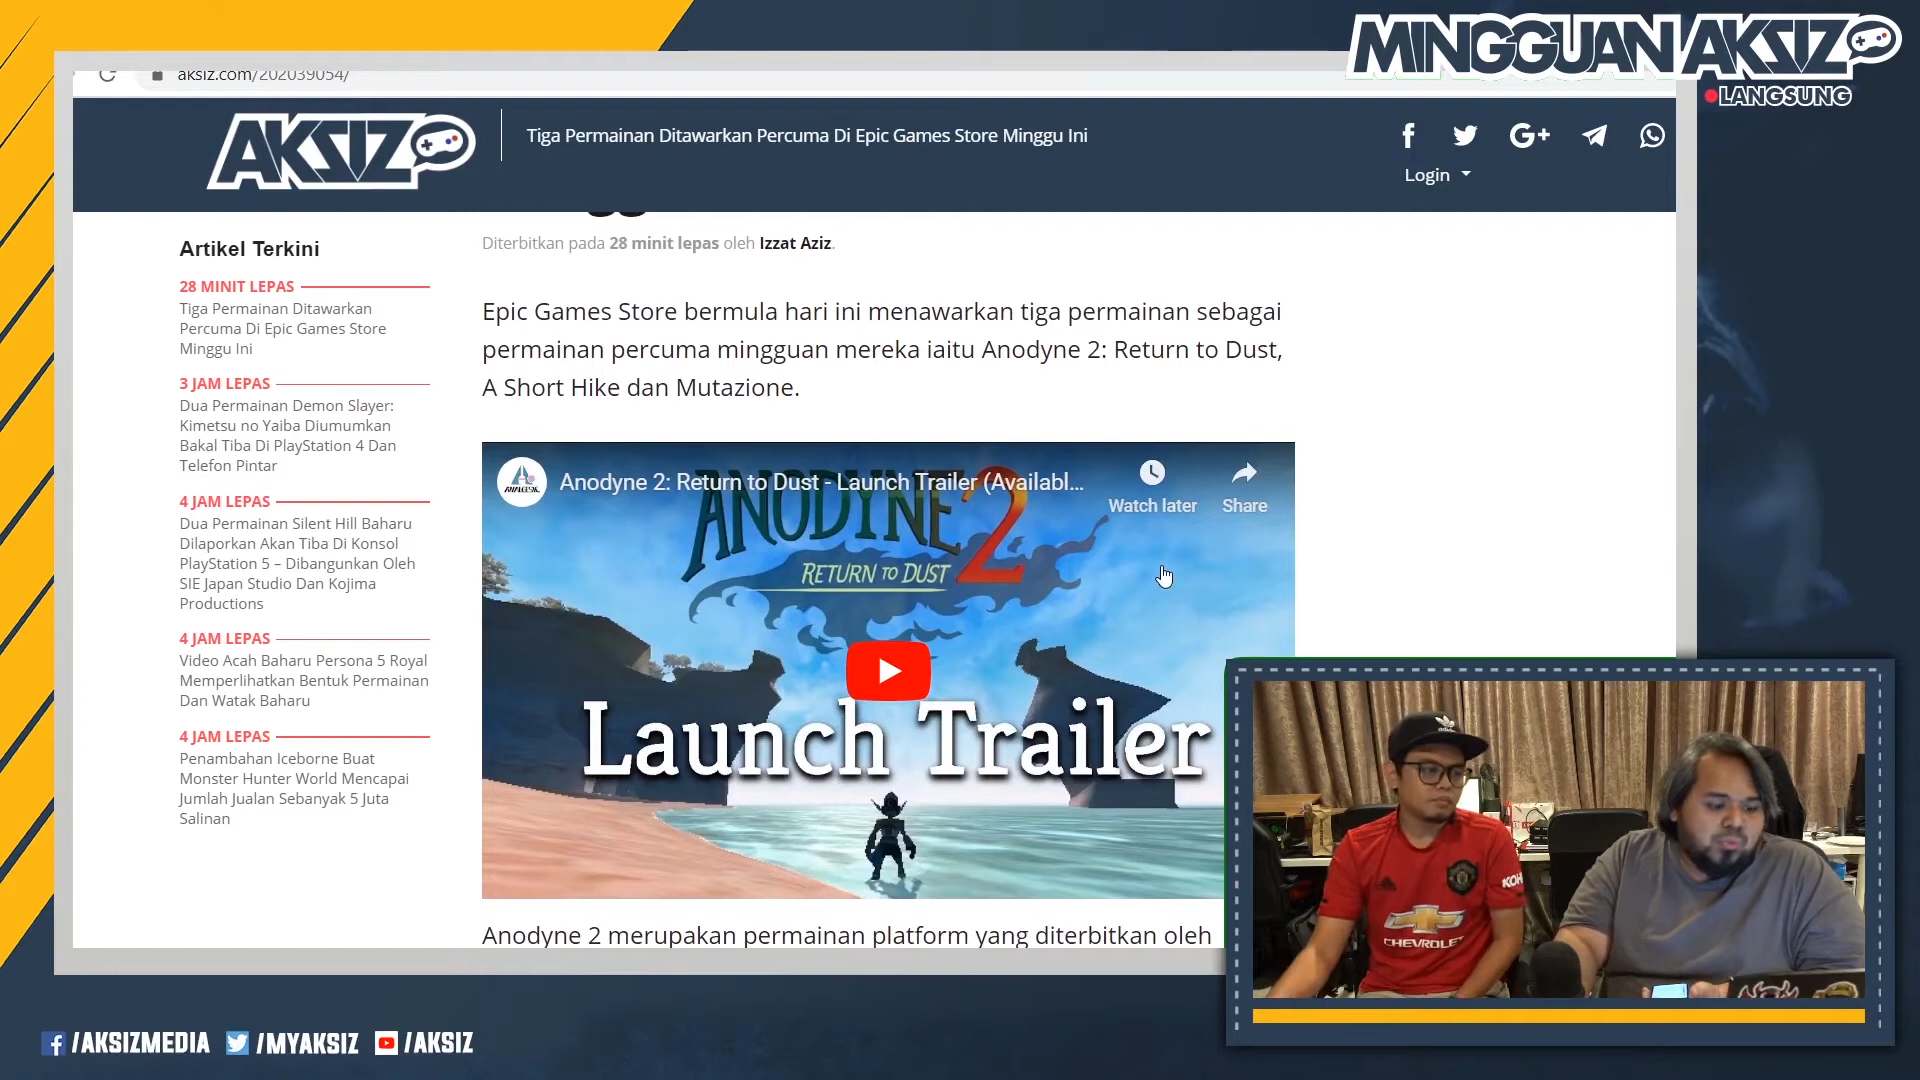 MINGGUAN AKSIZ
LANGSUNG
aksiz.com/202039054/
AKSIZ
Tiga Permainan Ditawarkan Percuma Di Epic Games Store Minggu Ini
Login
Artikel Terkini
28 MINIT LEPAS
Tiga Permainan Ditawarkan
Percuma Di Epic Games Store
Minggu Ini
3 JAM LEPAS
Dua Permainan Demon Slayer:
Kimetsu no Yaiba Diumumkan
Bakal Tiba Di PlayStation 4 Dan
Telefon Pintar
4 JAM LEPAS
Dua Permainan Silent Hill Baharu
Dilaporkan Akan Tiba Di Konsol
PlayStation 5 – Dibangunkan Oleh
SIE Japan Studio Dan Kojima
Productions
4 JAM LEPAS
Video Acah Baharu Persona 5 Royal
Memperlihatkan Bentuk Permainan
Dan Watak Baharu
4 JAM LEPAS
Penambahan Iceborne Buat
Monster Hunter World Mencapai
Jumlah Jualan Sebanyak 5 Juta
Salinan
Diterbitkan pada 28 minit lepas oleh Izzat Aziz.
Epic Games Store bermula hari ini menawarkan tiga permainan sebagai
permainan percuma mingguan mereka iaitu Anodyne 2: Return to Dust,
A Short Hike dan Mutazione.
Anodyne 2: Return to Dust - Launch Trailer (Availabl...
Watch later
Share
ANODYNE 2
RETURN TO DUST
Launch Trailer
Anodyne 2 merupakan permainan platform yang diterbitkan oleh
CHEVROLET
/AKSIZMEDIA
/MYAKSIZ
/AKSIZ